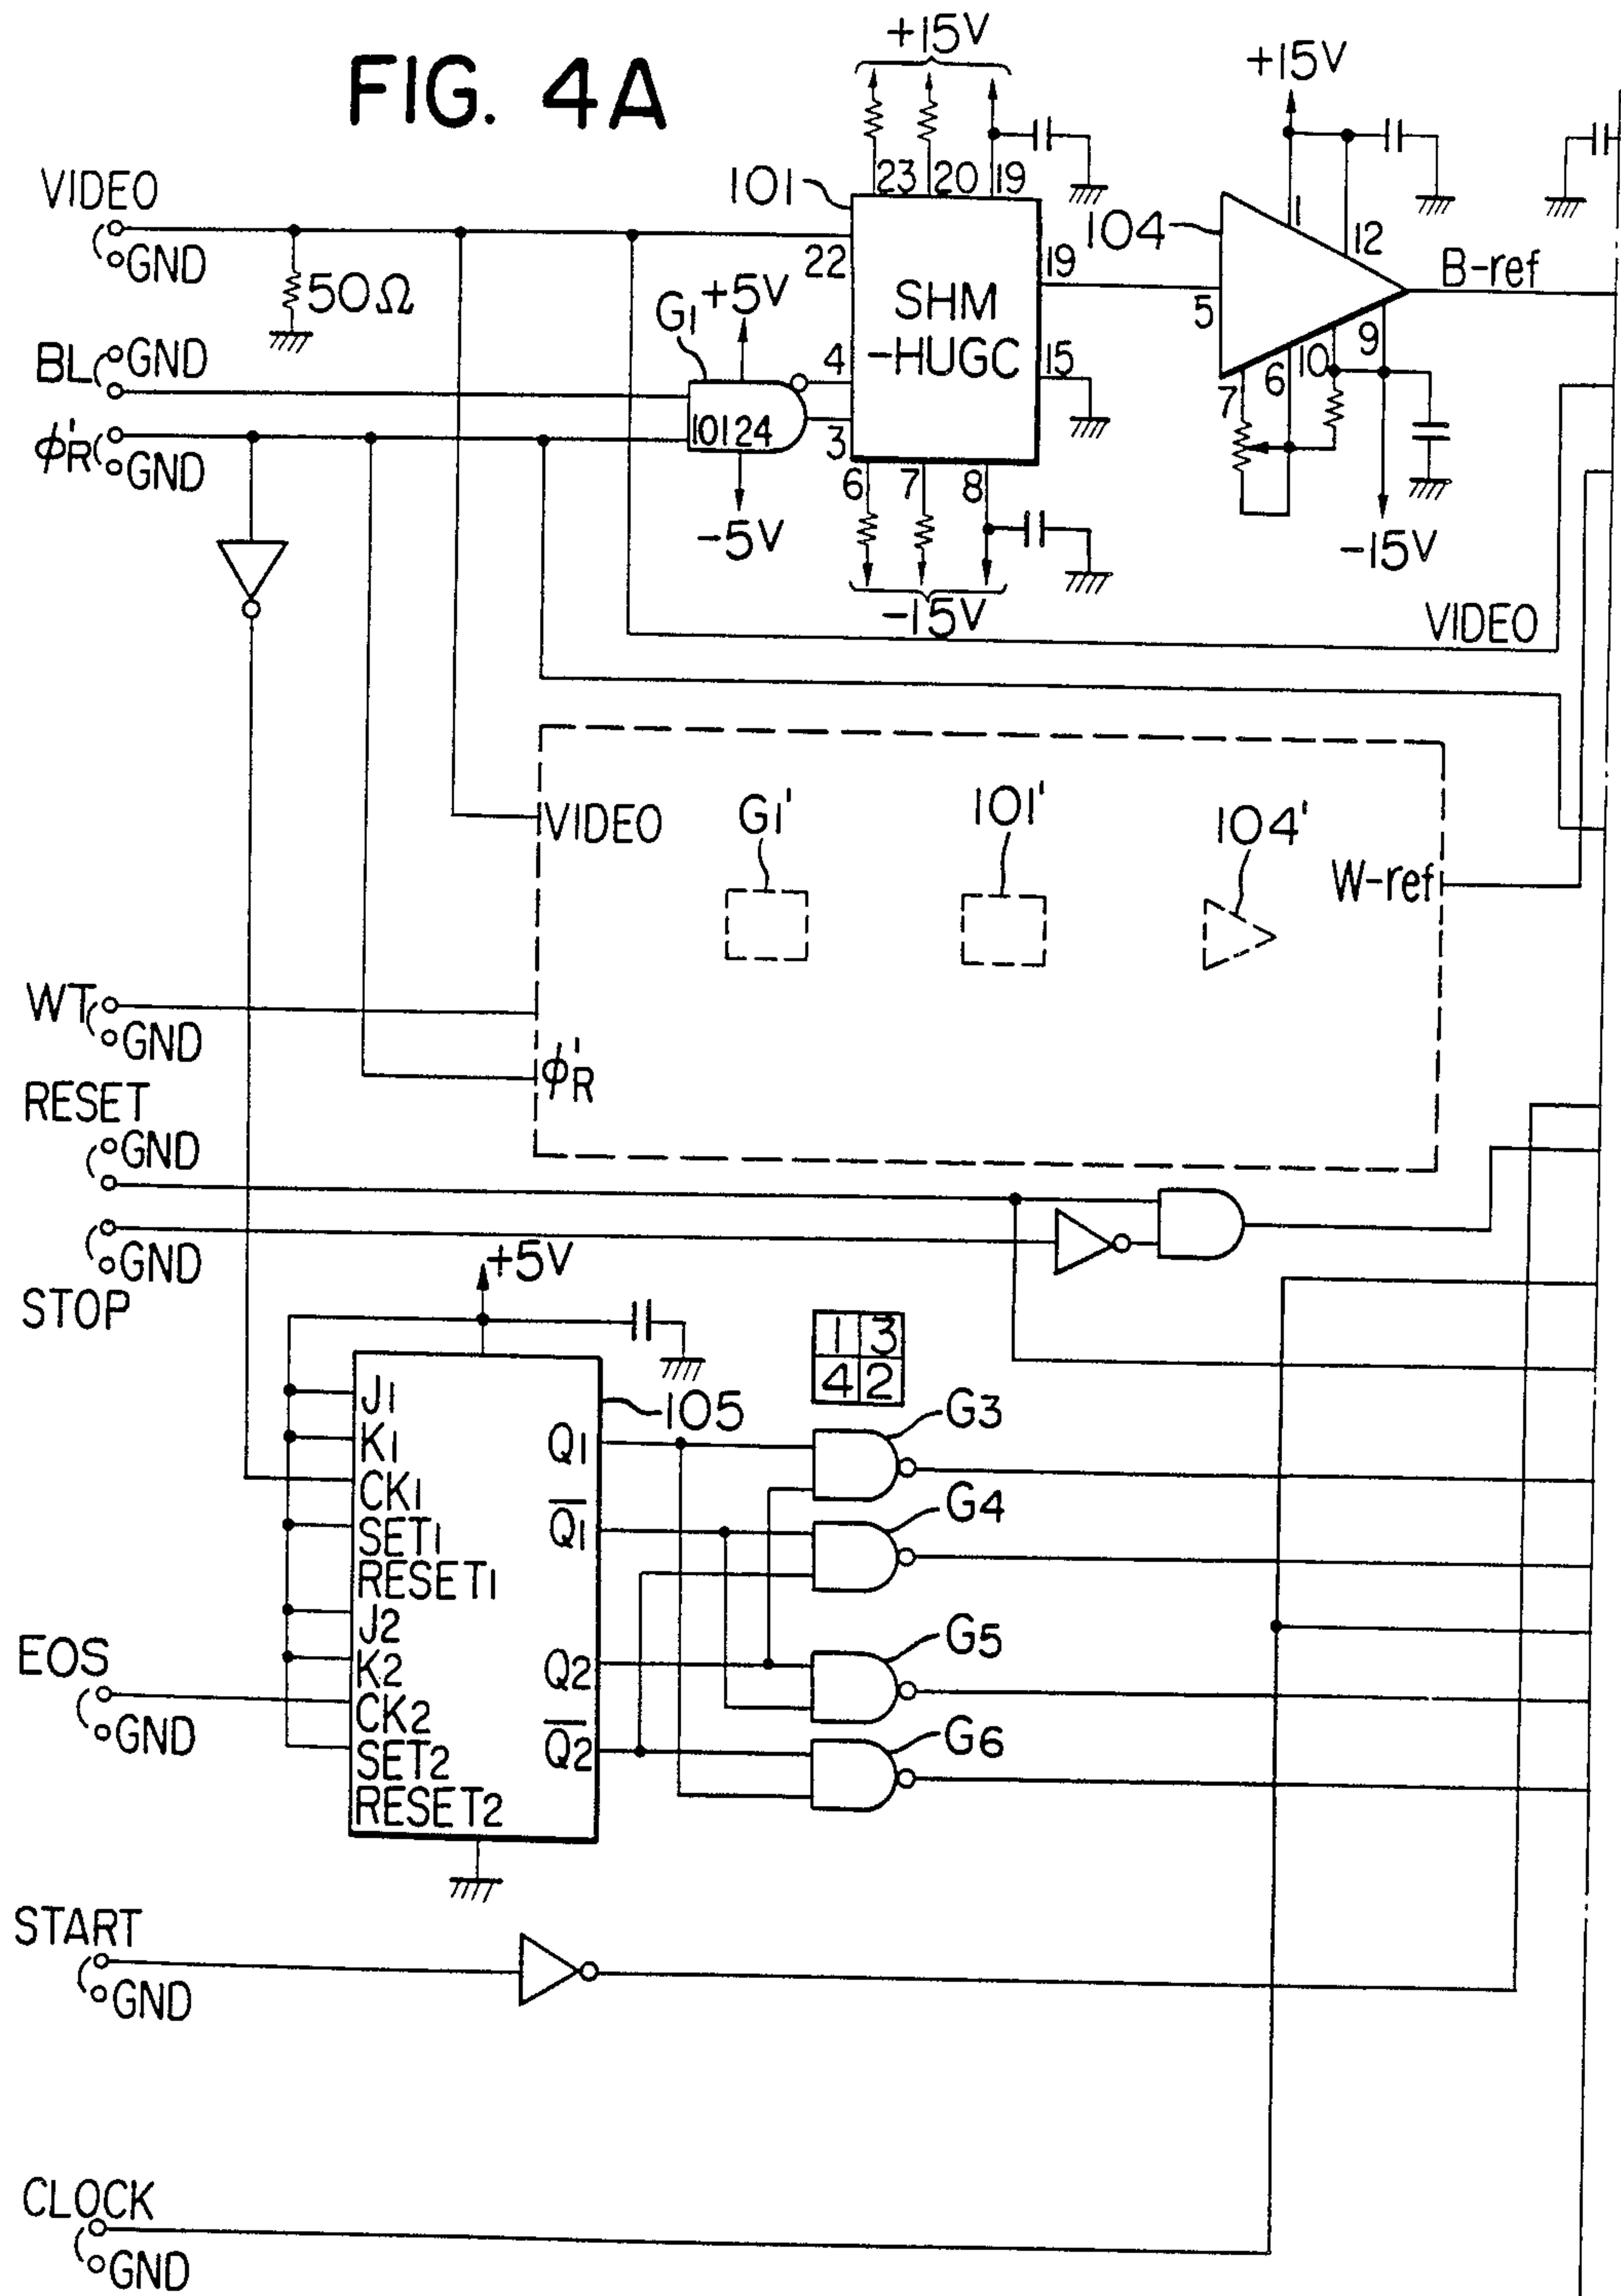 FIG. 4A
+15V
+15V
VIDEO
GND
50Ω
101
23 20 19
22
SHM
-HUGC
19
15
4
3
6 7 8
104
1
12
5
7 6 10 9
B-ref
BL
GND
G1
+5V
10124
-5V
φ'R
GND
-15V
-15V
VIDEO
VIDEO
G1'
101'
104'
W-ref
WT
GND
φ'R
RESET
GND
GND
STOP
+5V
1 3
4 2
105
J1
K1
CK1
SET1
RESET1
J2
K2
CK2
SET2
RESET2
Q1
Q1̅
Q2
Q2̅
G3
G4
G5
G6
EOS
GND
START
GND
CLOCK
GND